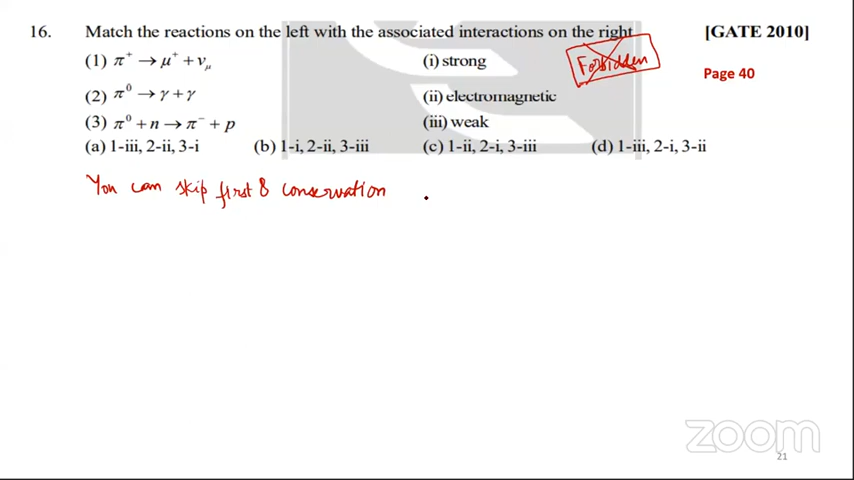 16. Match the reactions on the left with the associated interactions on the right [GATE 2010]
(1) π⁺ → μ⁺ + ν_μ (i) strong Forbidden Page 40
(2) π⁰ → γ + γ (ii) electromagnetic
(3) π⁰ + n → π⁻ + p (iii) weak
(a) 1-iii, 2-ii, 3-i (b) 1-i, 2-ii, 3-iii (c) 1-ii, 2-i, 3-iii (d) 1-iii, 2-i, 3-ii
You can skip first 8 conservation
zoom
21